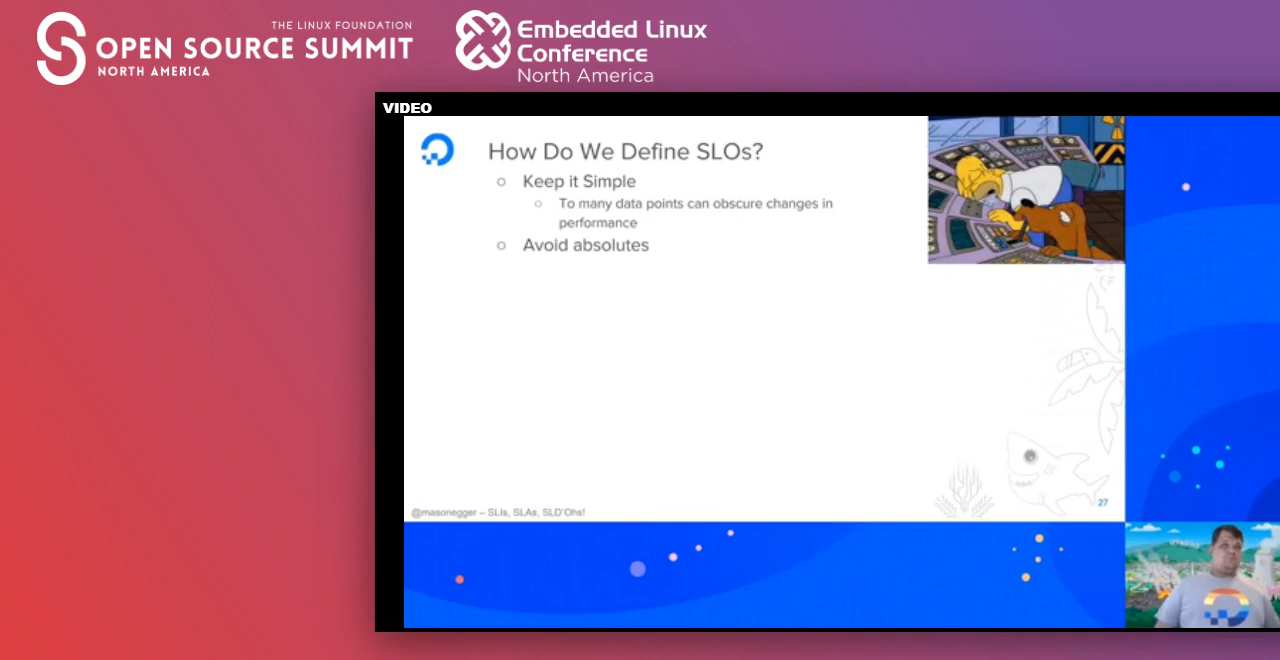 THE LINUX FOUNDATION
OPEN SOURCE SUMMIT
NORTH AMERICA
Embedded Linux
Conference
North America
VIDEO
How Do We Define SLOs?
○ Keep it Simple
○ To many data points can obscure changes in
performance
○ Avoid absolutes
@masonegger – SLIs, SLAs, SLD'Ohs!
27